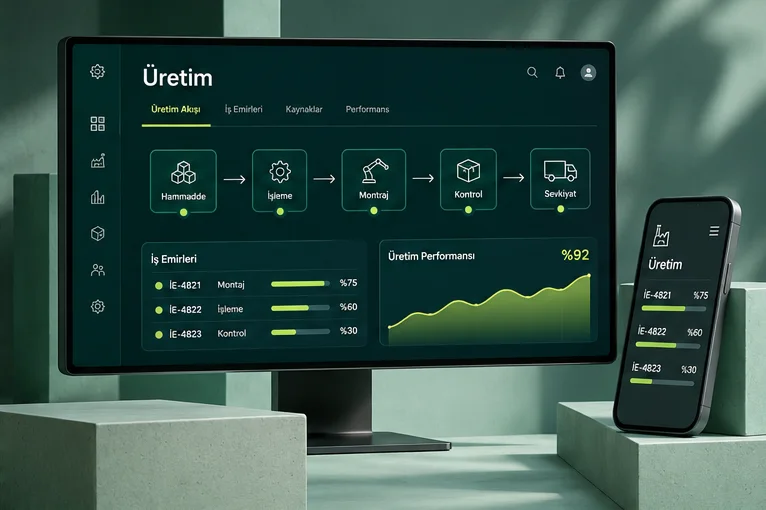 Üretim
Üretim Akışı
İş Emirleri
Kaynaklar
Performans
Hammadde
İşleme
Montaj
Kontrol
Sevkiyat
İş Emirleri
İE-4821 Montaj %75
İE-4822 İşleme %60
İE-4823 Kontrol %30
Üretim Performansı %92
Üretim
İE-4821 %75
İE-4822 %60
İE-4823 %30